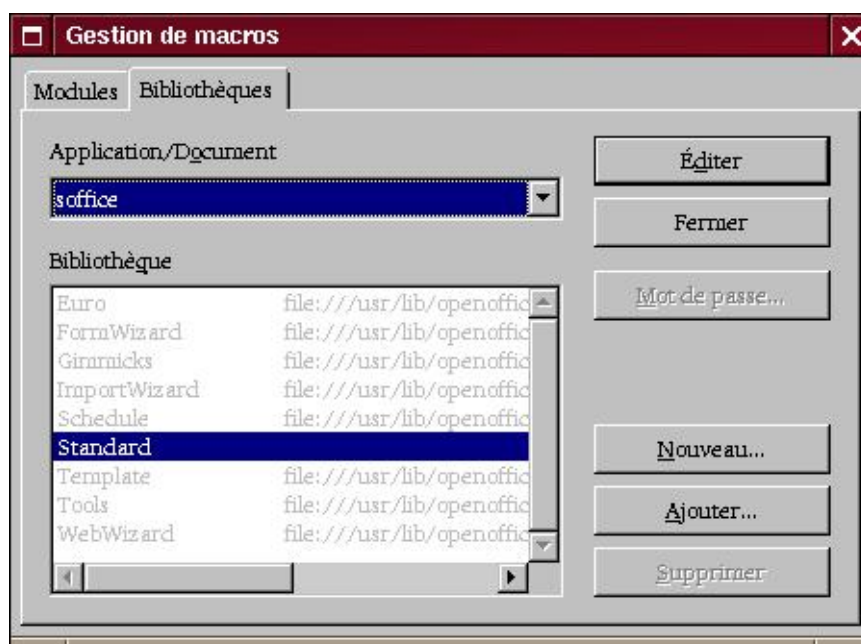 Gestion de macros
Modules Bibliothèques
Application/Document
soffice
Bibliothèque
Euro file:///usr/lib/openoffic
FormWizard file:///usr/lib/openoffic
Gimmicks file:///usr/lib/openoffic
ImportWizard file:///usr/lib/openoffic
Schedule file:///usr/lib/openoffic
Standard
Template file:///usr/lib/openoffic
Tools file:///usr/lib/openoffic
WebWizard file:///usr/lib/openoffic
Éditer
Fermer
Mot de passe...
Nouveau...
Ajouter...
Supprimer